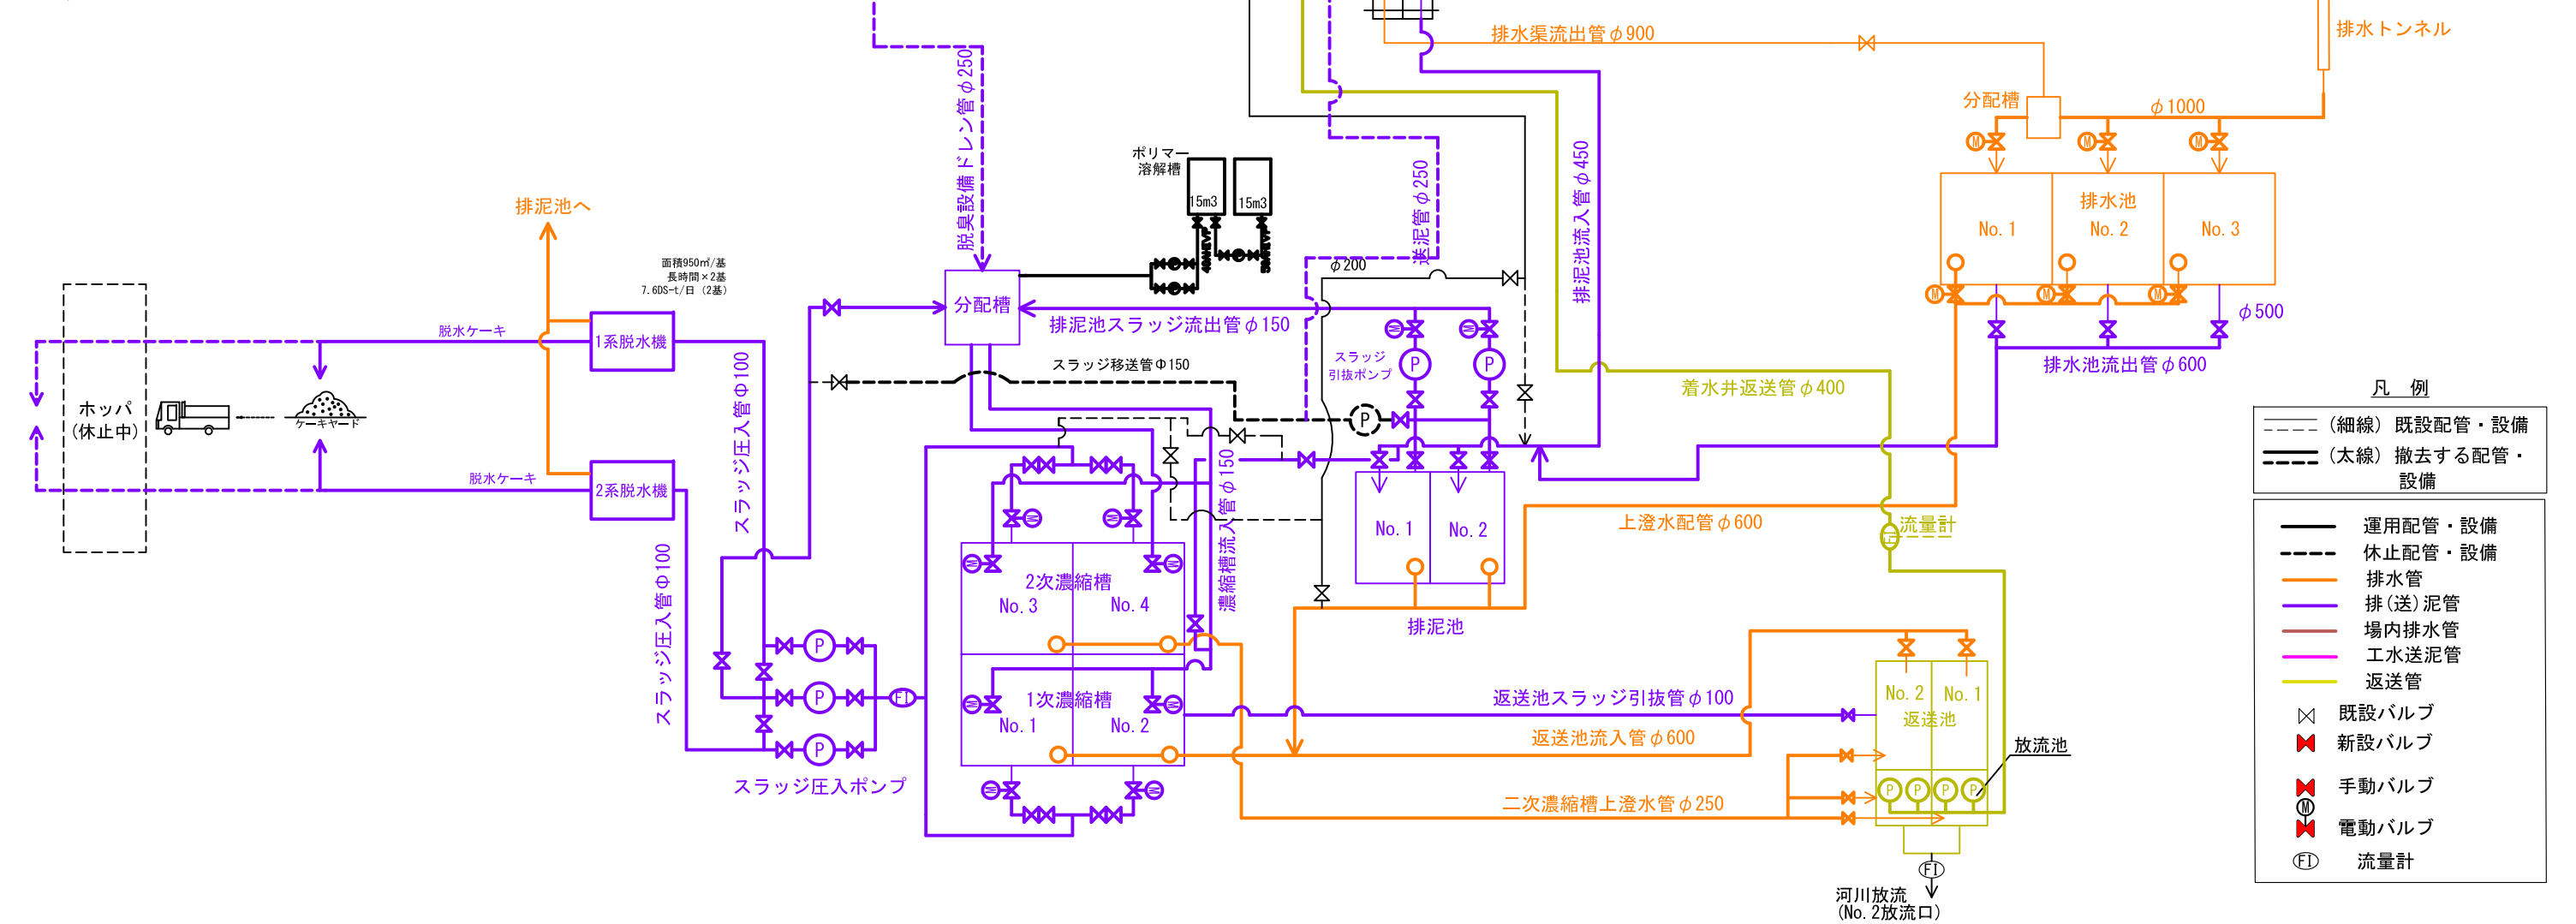 排水渠流出管φ900
排水トンネル
分配槽
φ1000
脱臭設備ドレン管φ250
ポリマー
溶解槽
15m3
15m3
送泥管φ250
排泥池流入管φ450
排水池
No.1
No.2
No.3
排泥池へ
面積950㎡/基
長時間×2基
7.6DS-t/日 (2基)
φ200
分配槽
排泥池スラッジ流出管φ150
φ500
脱水ケーキ
1系脱水機
スラッジ移送管Φ150
スラッジ
引抜ポンプ
P
P
排水池流出管φ600
着水井返送管φ400
凡 例
(細線) 既設配管・設備
(太線) 撤去する配管・
設備
ホッパ
(休止中)
ケーキヤード
P
スラッジ圧入管Φ100
脱水ケーキ
2系脱水機
濃縮槽流入管φ150
No.1
No.2
排泥池
上澄水配管φ600
流量計
スラッジ圧入管Φ100
2次濃縮槽
No.3
No.4
1次濃縮槽
No.1
No.2
P
P
P
FI
スラッジ圧入ポンプ
返送池スラッジ引抜管φ100
返送池流入管φ600
二次濃縮槽上澄水管φ250
No.2
No.1
返送池
放流池
P
P
P
P
FI
河川放流
(No.2放流口)
運用配管・設備
休止配管・設備
排水管
排(送)泥管
場内排水管
工水送泥管
返送管
既設バルブ
新設バルブ
手動バルブ
M
電動バルブ
FI
流量計